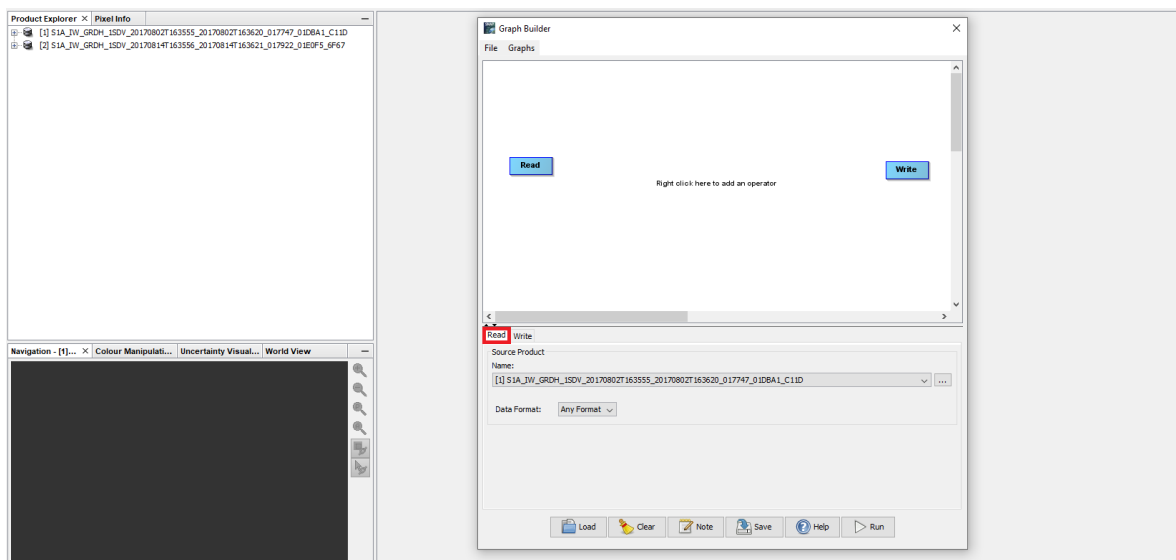 Product Explorer × Pixel Info
[1] S1A_IW_GRDH_1SDV_20170802T163555_20170802T163620_017747_01DBA1_C11D
[2] S1A_IW_GRDH_1SDV_20170814T163556_20170814T163621_017922_01E0F5_6F67
Navigation - [1]... × Colour Manipulati... Uncertainty Visual... World View
Graph Builder
File Graphs
Read
Write
Right click here to add an operator
Read Write
Source Product
Name:
[1] S1A_IW_GRDH_1SDV_20170802T163555_20170802T163620_017747_01DBA1_C11D ...
Data Format: Any Format
Load Clear Note Save Help Run